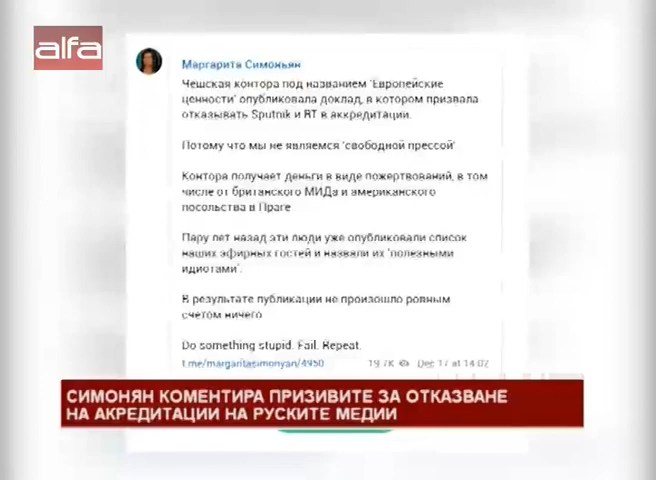 alfa
Маргарита Симоньян
Чешская контора под названием 'Европейские
ценности' опубликовала доклад, в котором призвала
отказывать Sputnik и RT в аккредитации.
Потому что мы не являемся 'свободной прессой'
Контора получает деньги в виде пожертвований, в том
числе от британского МИДа и американского
посольства в Праге
Пару лет назад эти люди уже опубликовали список
наших эфирных гостей и назвали их 'полезными
идиотами'.
В результате публикации не произошло ровным
счетом ничего
Do something stupid. Fail. Repeat.
t.me/margaritasimonyan/4950 19.7K Dec 17 at 14:02
СИМОНЯН КОМЕНТИРА ПРИЗИВИТЕ ЗА ОТКАЗВАНЕ
НА АКРЕДИТАЦИИ НА РУСКИТЕ МЕДИИ